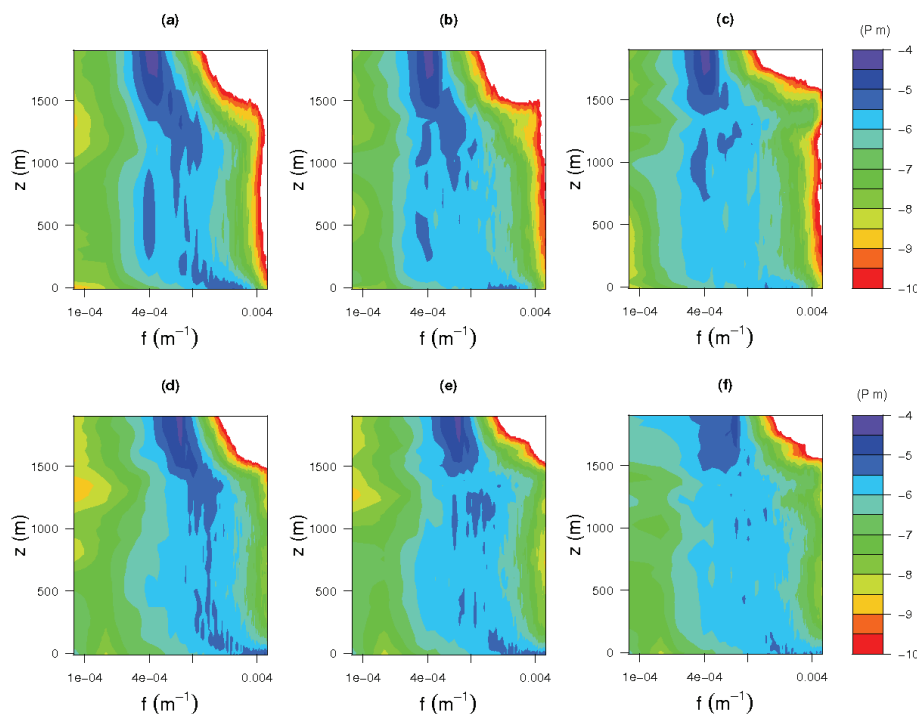 (a) (b) (c)
(P m)
1500 1500 1500 −4
−5
1000 1000 1000 −6
z (m) z (m) z (m) −7
500 500 500 −8
−9
0 0 0 −10
1e−04 4e−04 0.004 1e−04 4e−04 0.004 1e−04 4e−04 0.004
f (m−1) f (m−1) f (m−1)
(d) (e) (f)
(P m)
1500 1500 1500 −4
−5
1000 1000 1000 −6
z (m) z (m) z (m) −7
500 500 500 −8
−9
0 0 0 −10
1e−04 4e−04 0.004 1e−04 4e−04 0.004 1e−04 4e−04 0.004
f (m−1) f (m−1) f (m−1)